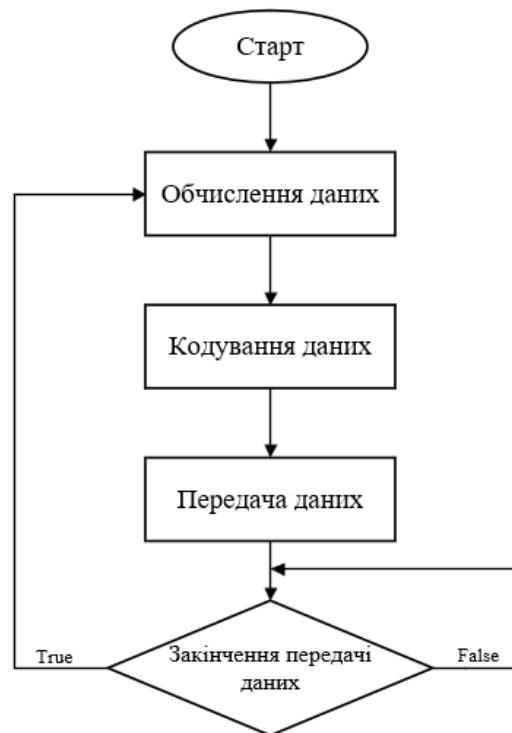 Старт
Обчислення даних
Кодування даних
Передача даних
True
Закінчення передачі
даних
False